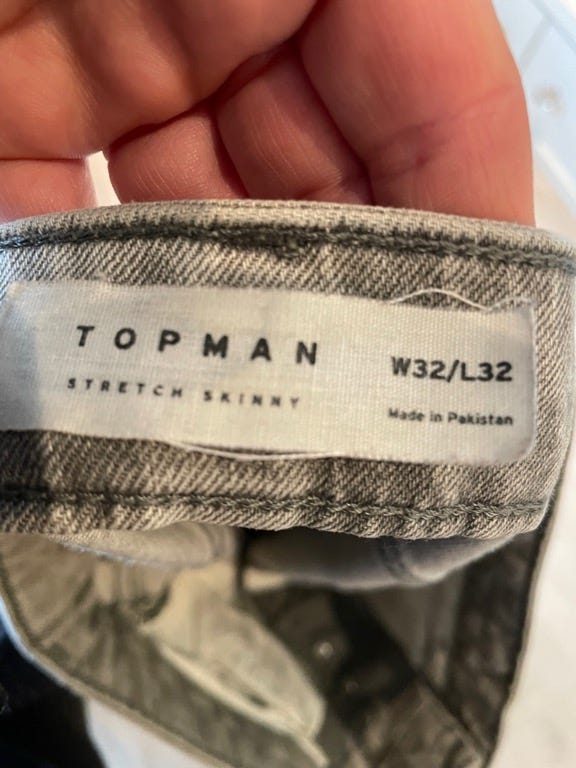 TOPMAN
STRETCH SKINNY
W32/L32
Made in Pakistan